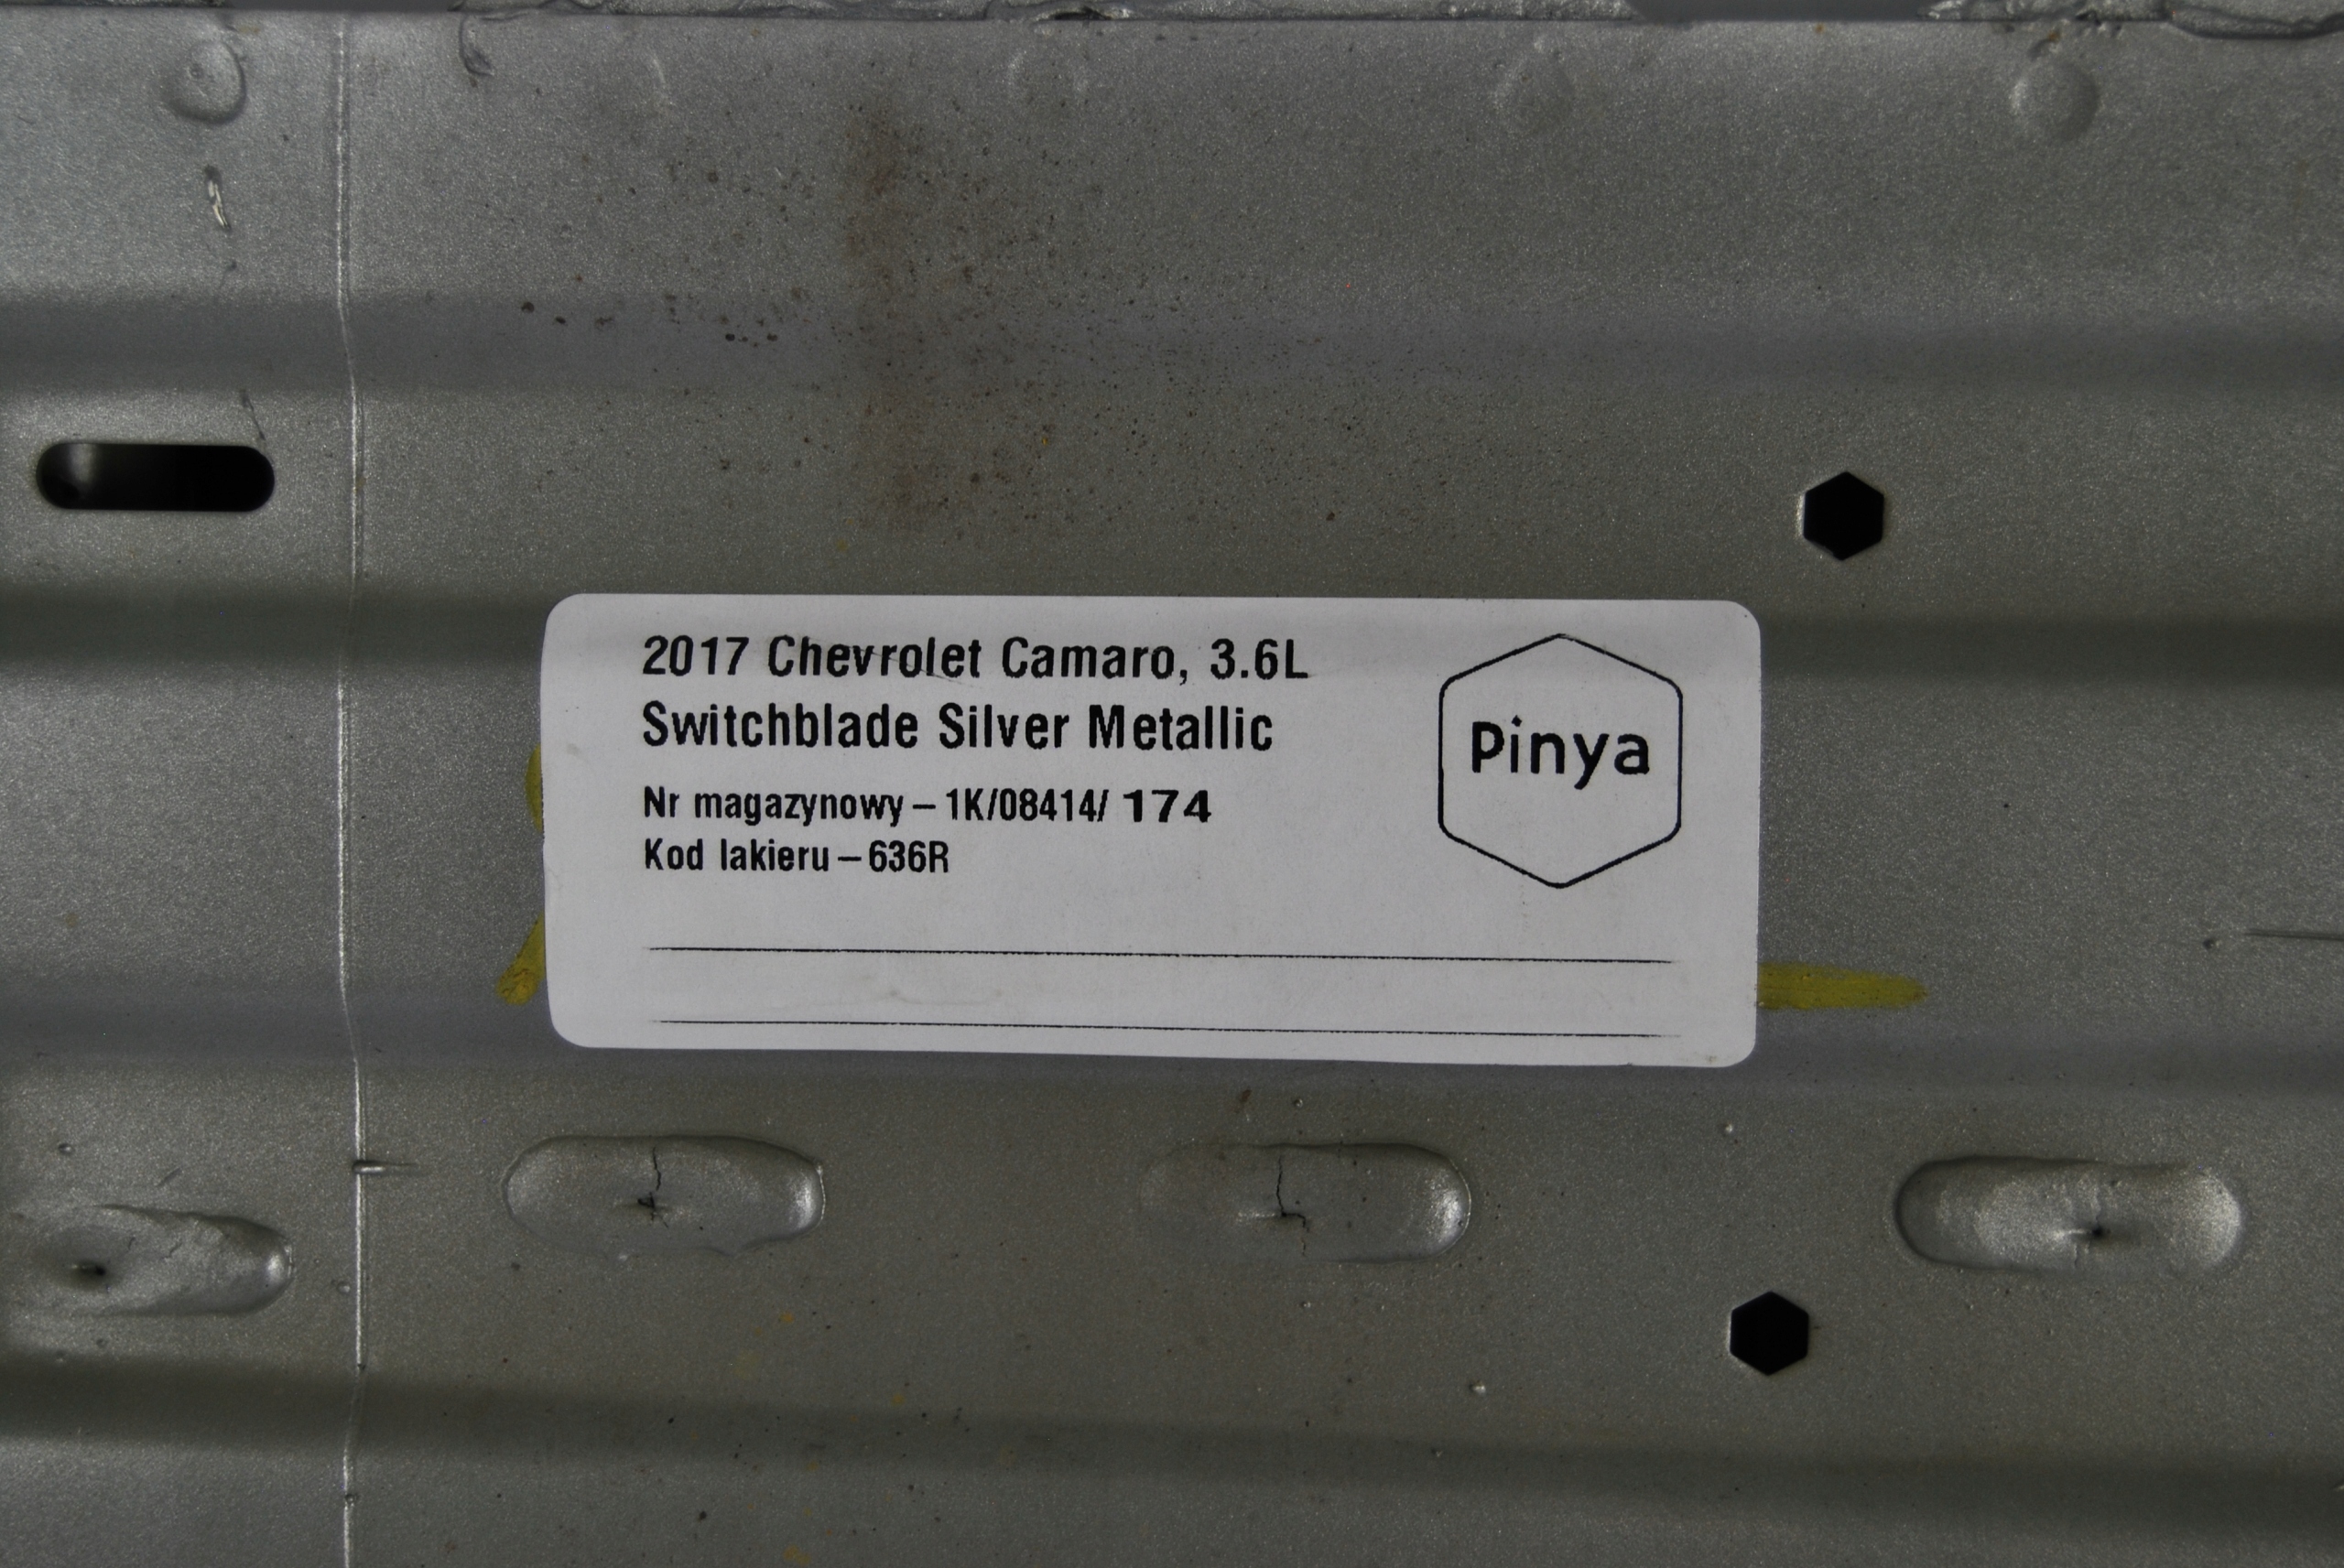 2017 Chevrolet Camaro, 3.6L
Switchblade Silver Metallic
Nr magazynowy – 1K/08414/ 174
Kod lakieru – 636R
Pinya